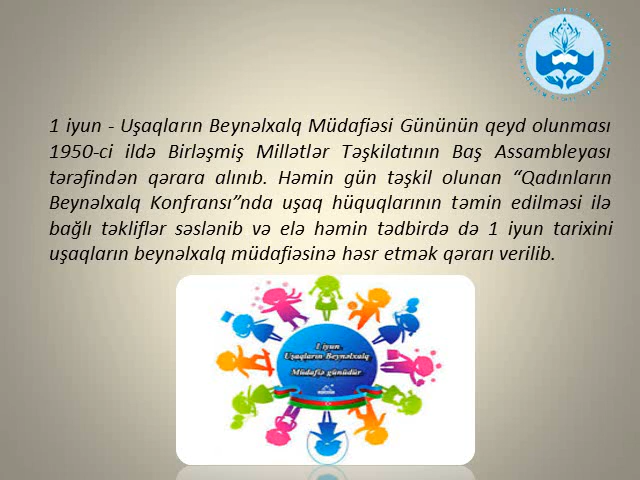 1 iyun - Uşaqların Beynəlxalq Müdafiəsi Gününün qeyd olunması
1950-ci ildə Birləşmiş Millətlər Təşkilatının Baş Assambleyası
tərəfindən qərara alınıb. Həmin gün təşkil olunan “Qadınların
Beynəlxalq Konfransı”nda uşaq hüquqlarının təmin edilməsi ilə
bağlı təkliflər səslənib və elə həmin tədbirdə də 1 iyun tarixini
uşaqların beynəlxalq müdafiəsinə həsr etmək qərarı verilib.
1 iyun
Uşaqların Beynəlxalq
Müdafiə günüdür